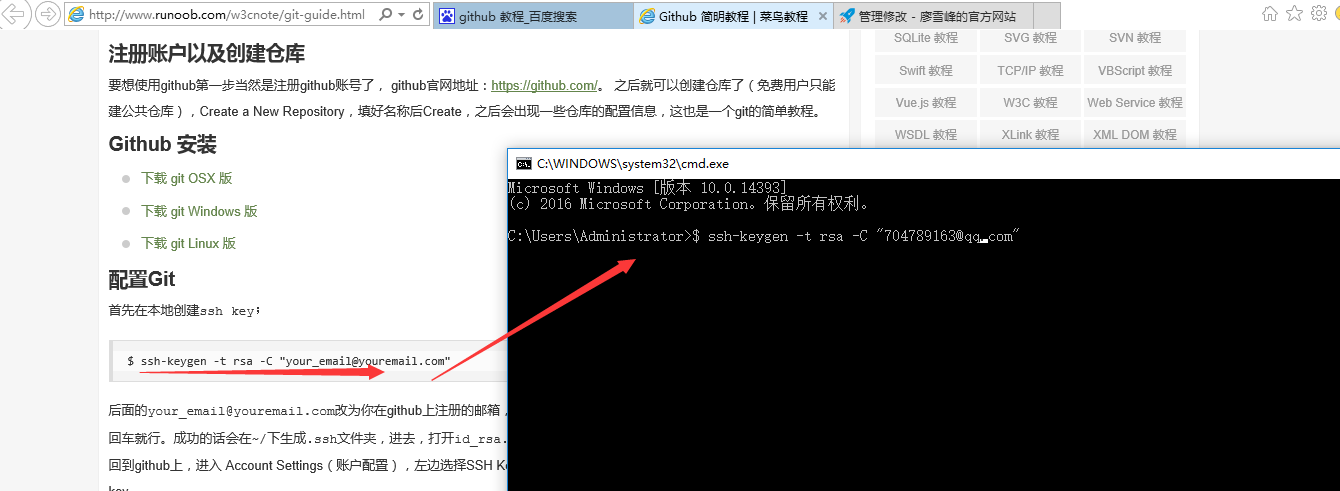 http://www.runoob.com/w3cnote/git-guide.html
github 教程_百度搜索
Github 简明教程 | 菜鸟教程
管理修改 - 廖雪峰的官方网站
注册账户以及创建仓库
要想使用github第一步当然是注册github账号了， github官网地址：https://github.com/。 之后就可以创建仓库了（免费用户只能
建公共仓库），Create a New Repository，填好名称后Create，之后会出现一些仓库的配置信息，这也是一个git的简单教程。
Github 安装
下载 git OSX 版
下载 git Windows 版
下载 git Linux 版
配置Git
首先在本地创建ssh key；
$ ssh-keygen -t rsa -C "your_email@youremail.com"
后面的your_email@youremail.com改为你在github上注册的邮箱，
回车就行。成功的话会在~/下生成.ssh文件夹，进去，打开id_rsa.
回到github上，进入 Account Settings（账户配置），左边选择SSH Ke
key
SQLite 教程 SVG 教程 SVN 教程
Swift 教程 TCP/IP 教程 VBScript 教程
Vue.js 教程 W3C 教程 Web Service 教程
WSDL 教程 XLink 教程 XML DOM 教程
C:\WINDOWS\system32\cmd.exe
Microsoft Windows [版本 10.0.14393]
(c) 2016 Microsoft Corporation。保留所有权利。
C:\Users\Administrator>$ ssh-keygen -t rsa -C "704789163@qq.com"